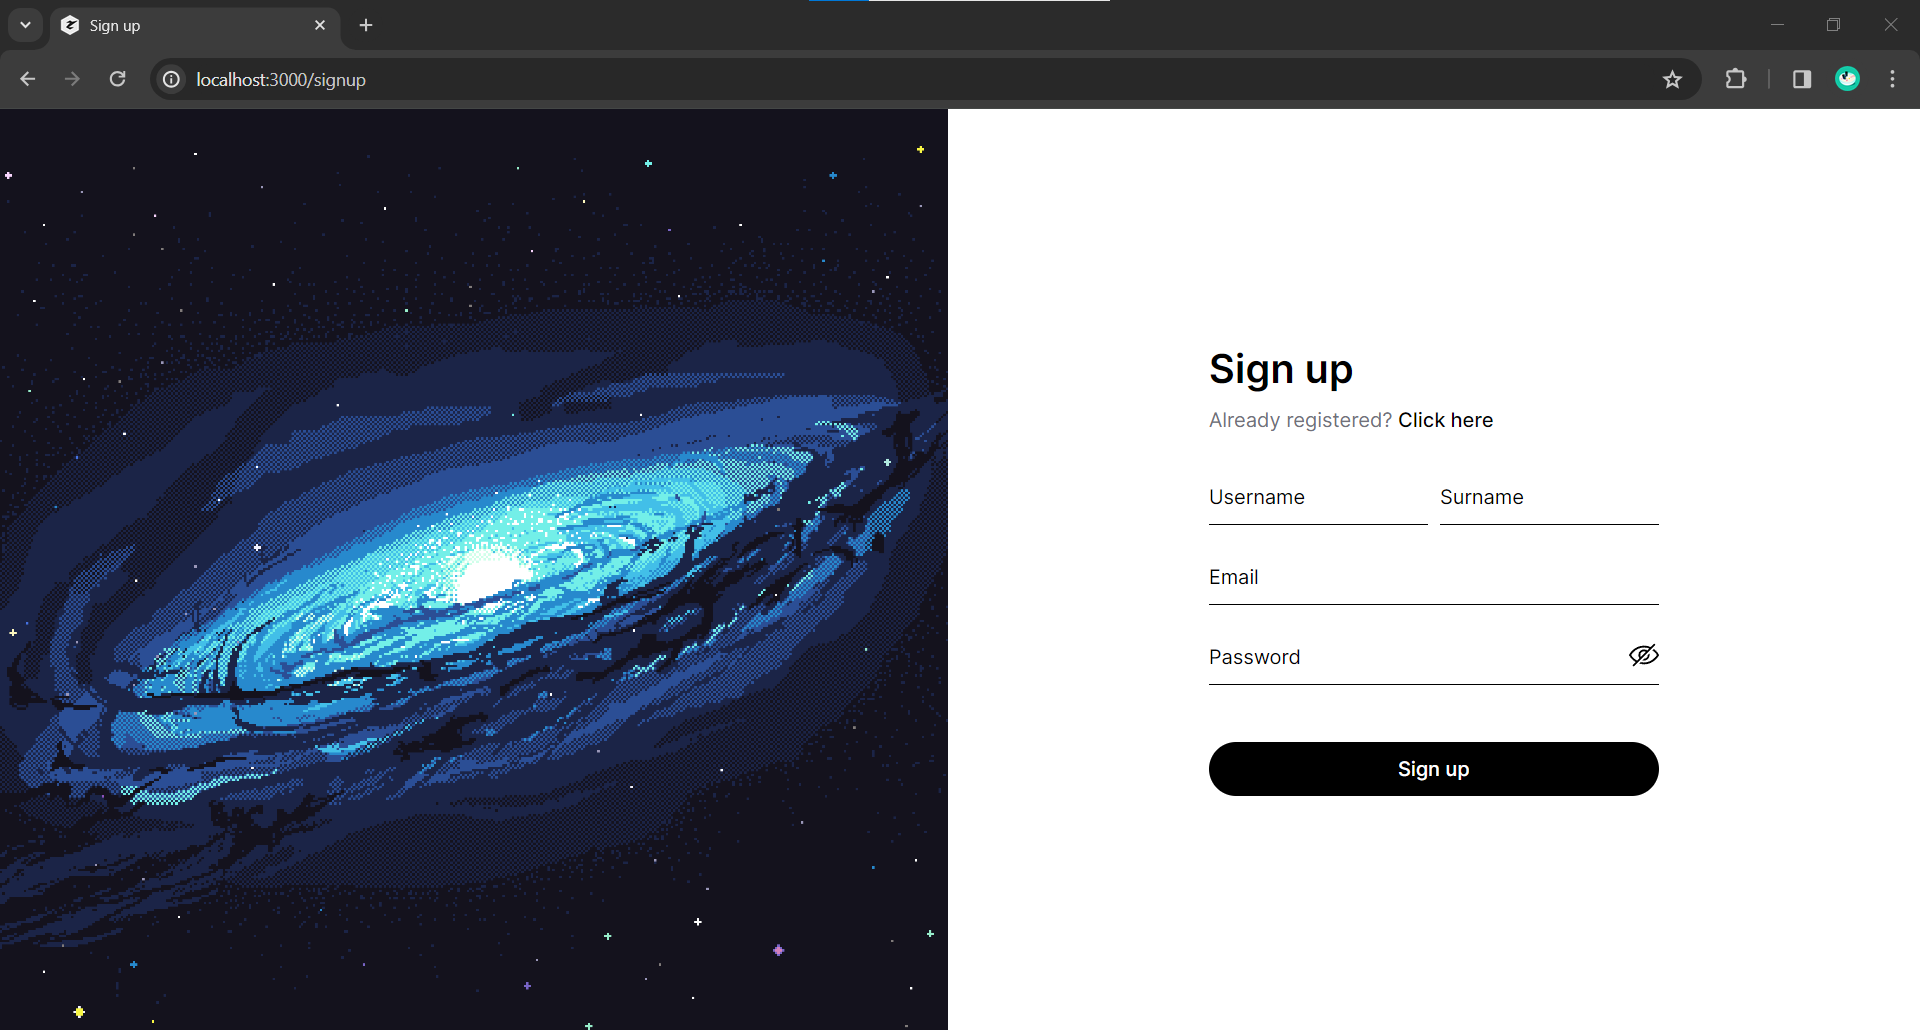 Sign up
localhost:3000/signup
Sign up
Already registered? Click here
Username Surname
Email
Password
Sign up